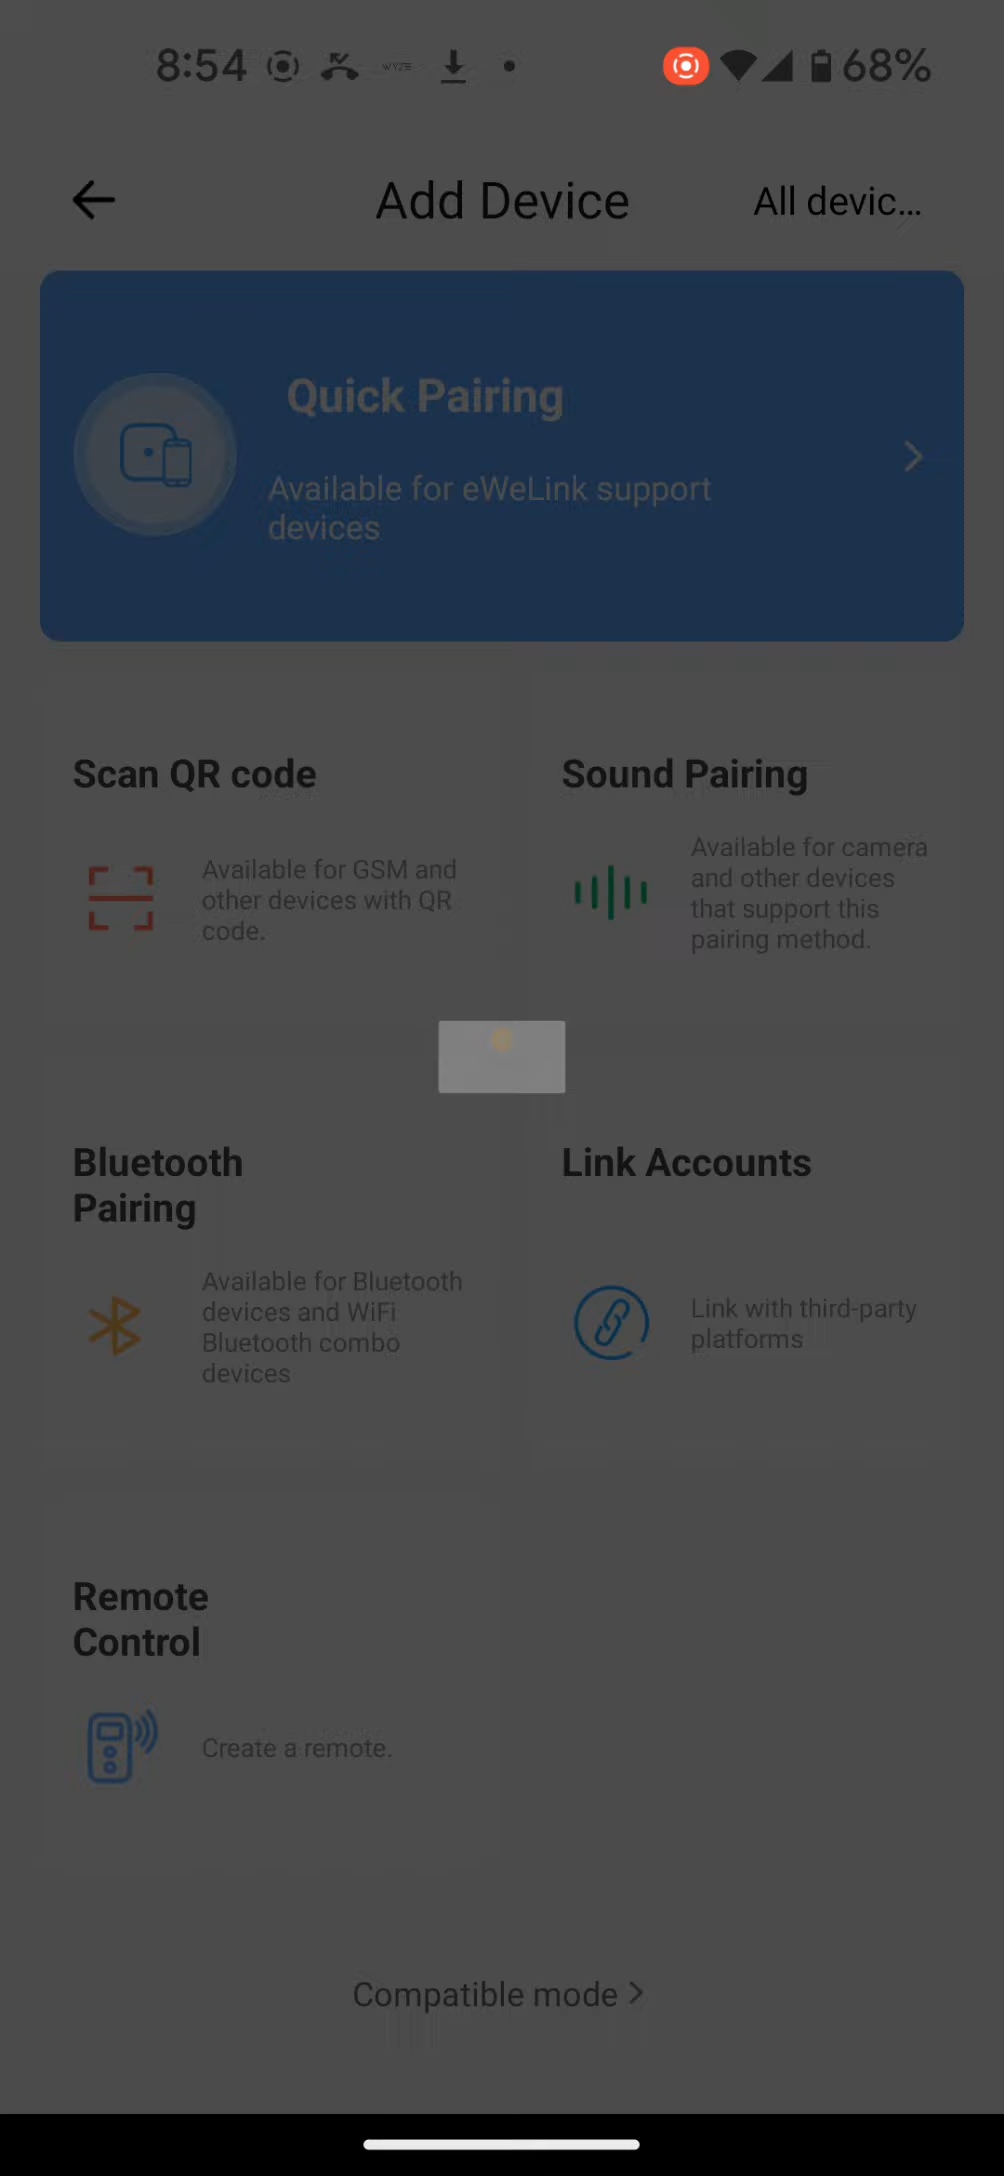 8:54 WYZE 68%
Add Device All devic...
Quick Pairing
Available for eWeLink support
devices
Scan QR code
Available for GSM and
other devices with QR
code.
Sound Pairing
Available for camera
and other devices
that support this
pairing method.
Bluetooth
Pairing
Available for Bluetooth
devices and WiFi
Bluetooth combo
devices
Link Accounts
Link with third-party
platforms
Remote
Control
Create a remote.
Compatible mode